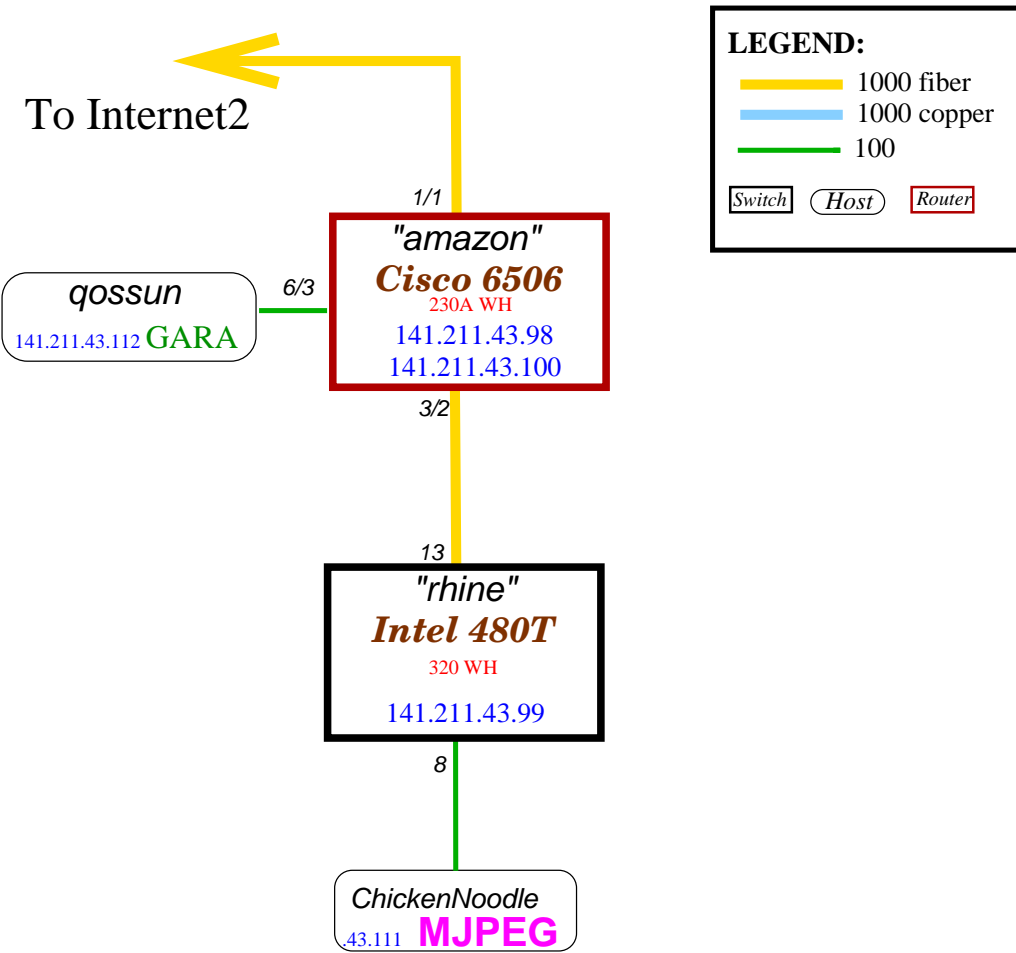 To Internet2
LEGEND:
1000 fiber
1000 copper
100
Switch Host Router
1/1
"amazon"
Cisco 6506
230A WH
141.211.43.98
141.211.43.100
6/3
qossun
141.211.43.112 GARA
3/2
13
"rhine"
Intel 480T
320 WH
141.211.43.99
8
ChickenNoodle
.43.111 MJPEG